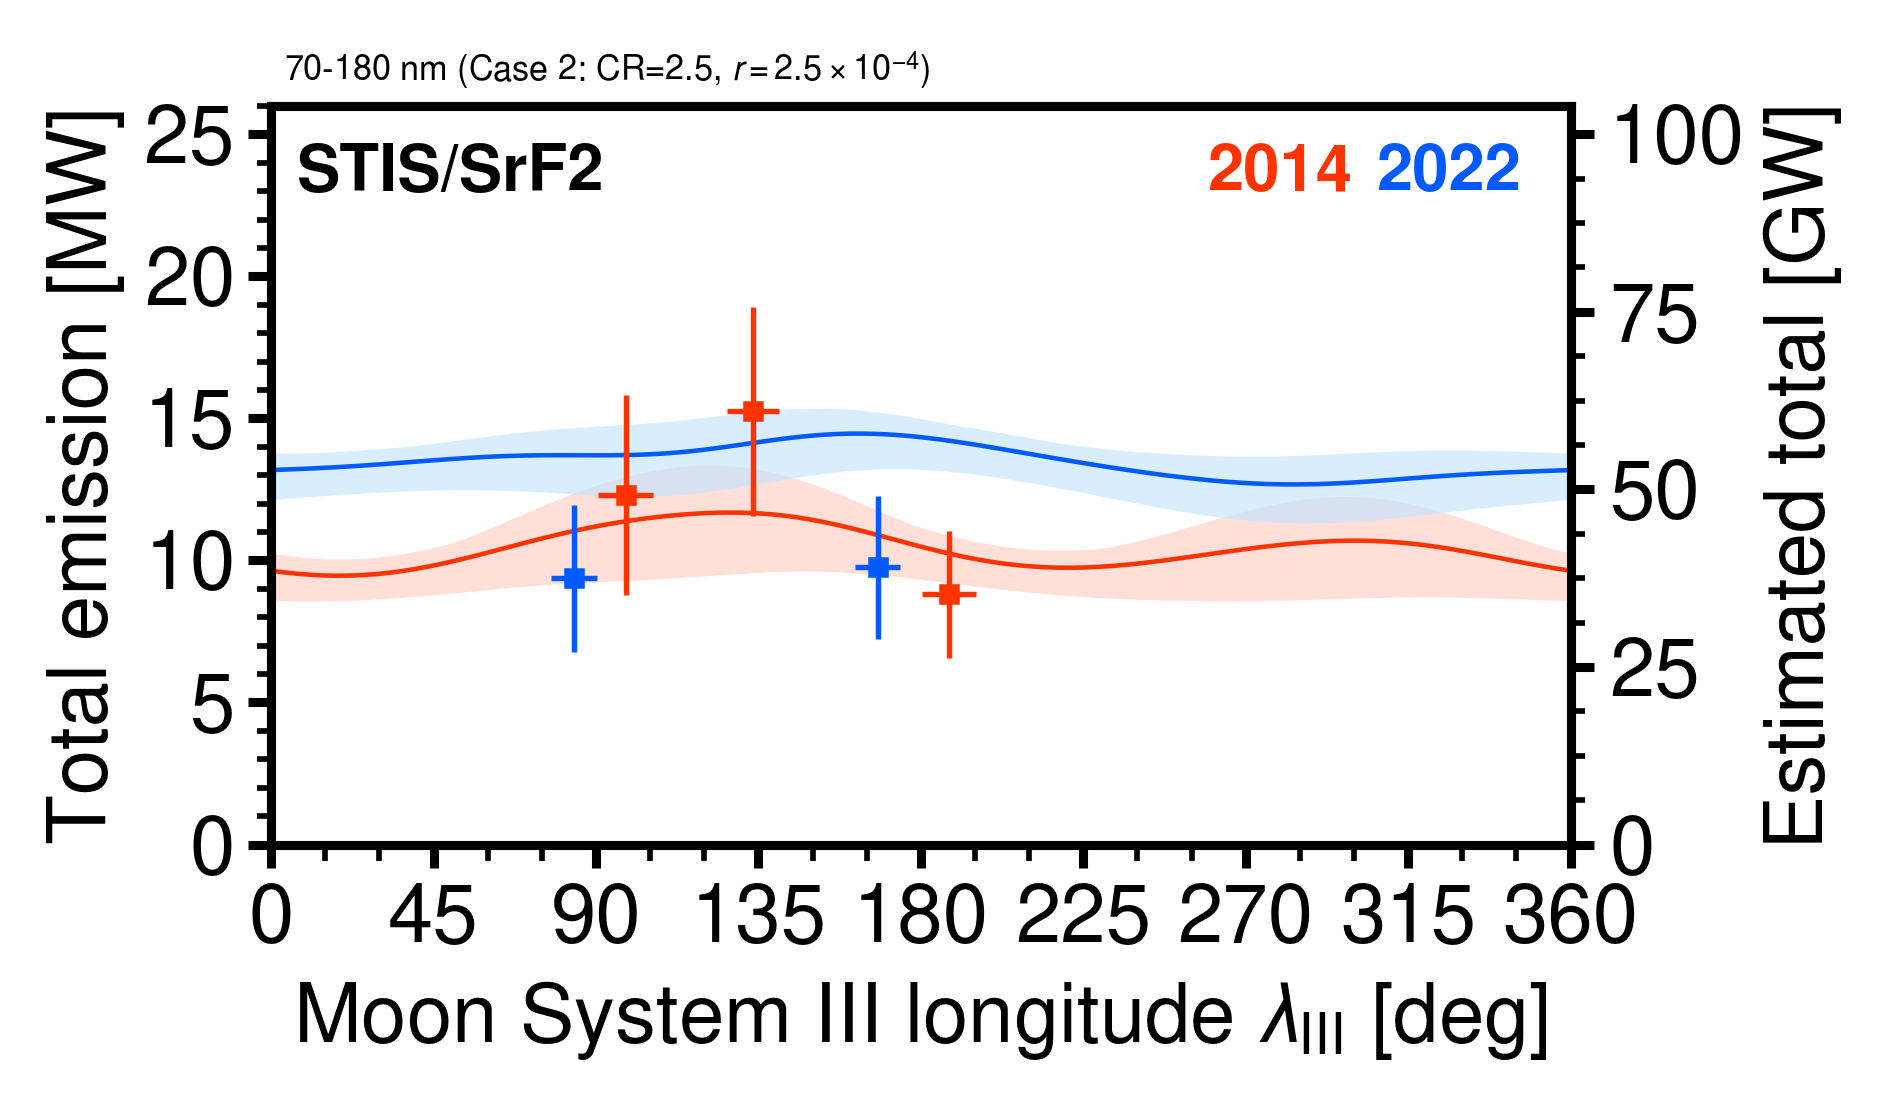 70-180 nm (Case 2: CR=2.5, r=2.5×10⁻⁴)
STIS/SrF2
2014 2022
Total emission [MW]
25
20
15
10
5
0
100
75
50
25
0
Estimated total [GW]
0 45 90 135 180 225 270 315 360
Moon System III longitude λIII [deg]